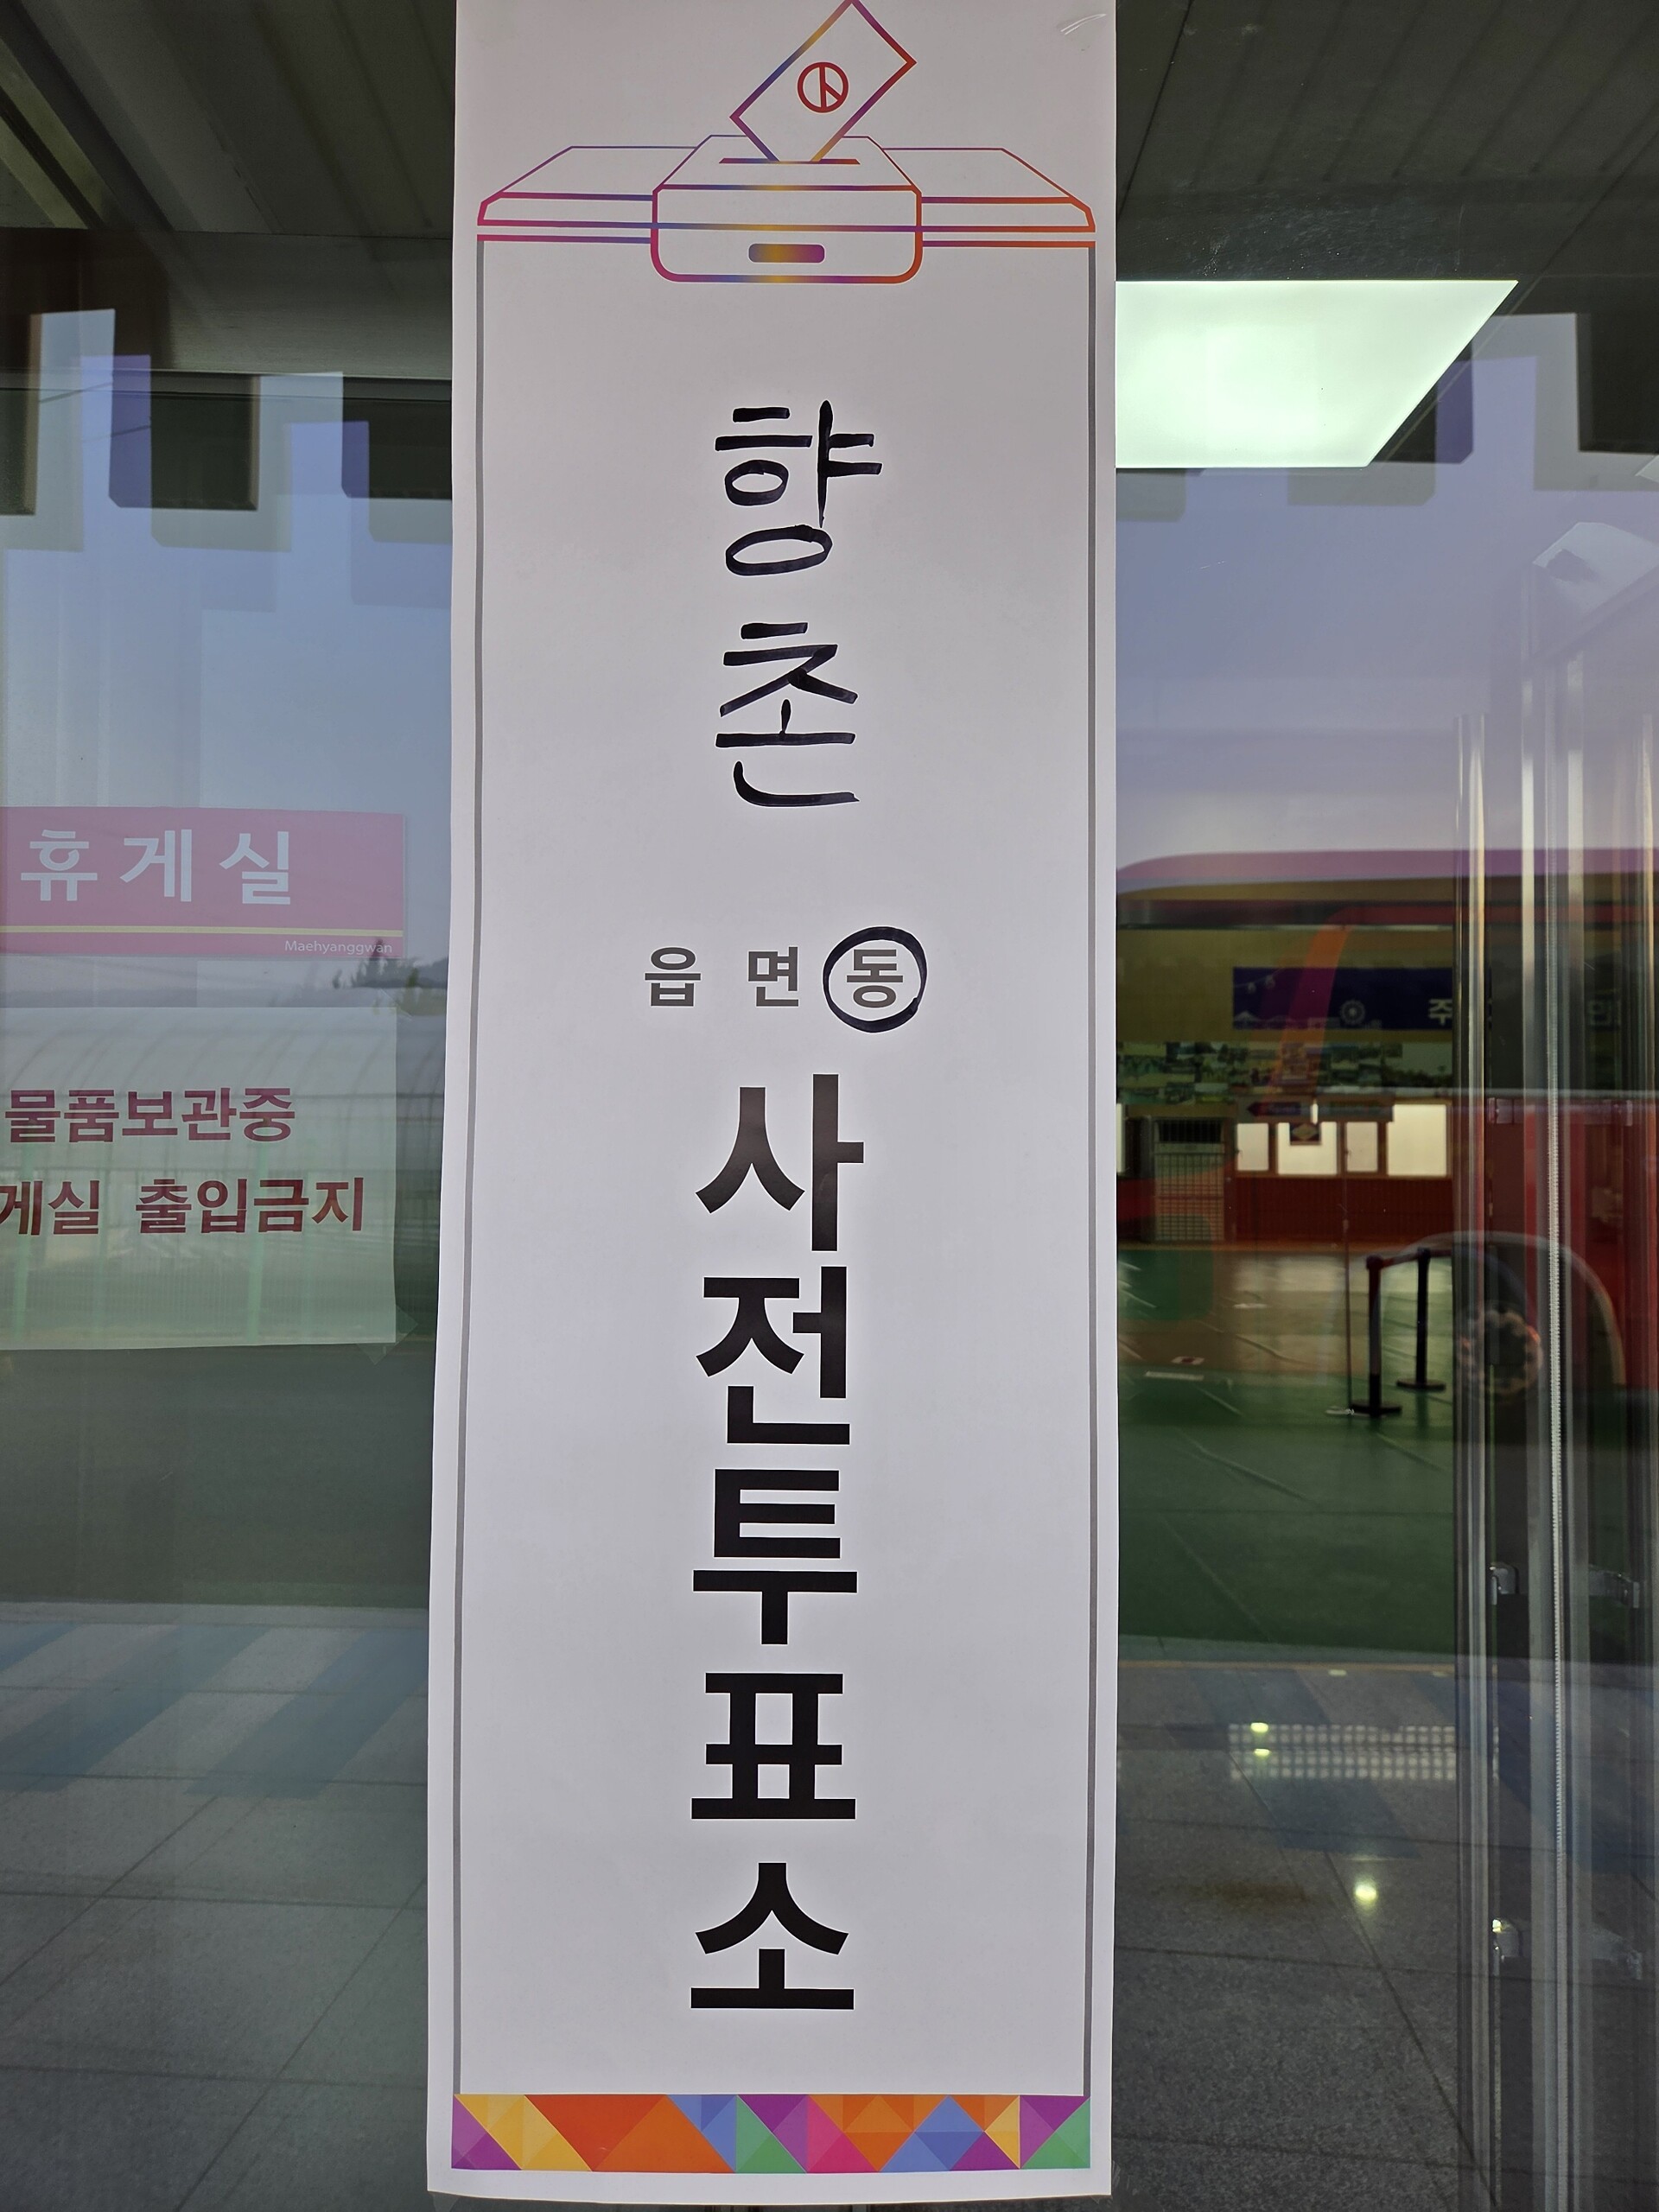 향촌
읍 면 동
사전투표소
휴게실
Maehyanggwan
물품보관중
게실 출입금지